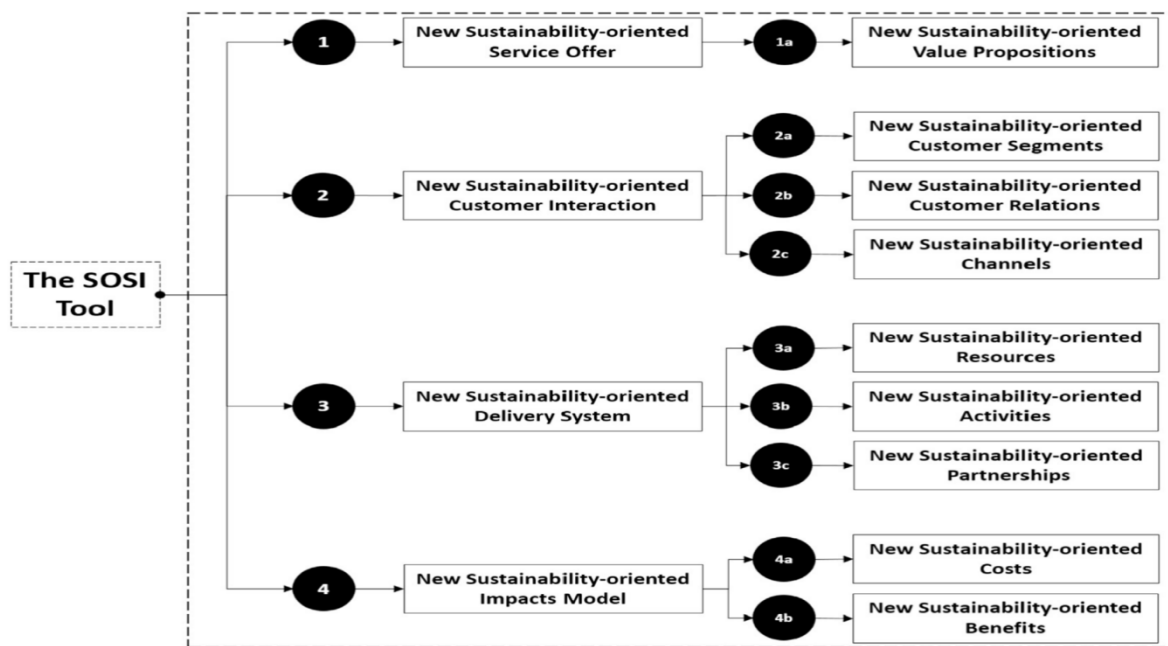 The SOSI
Tool
1
New Sustainability-oriented
Service Offer
1a
New Sustainability-oriented
Value Propositions
2
New Sustainability-oriented
Customer Interaction
2a
New Sustainability-oriented
Customer Segments
2b
New Sustainability-oriented
Customer Relations
2c
New Sustainability-oriented
Channels
3
New Sustainability-oriented
Delivery System
3a
New Sustainability-oriented
Resources
3b
New Sustainability-oriented
Activities
3c
New Sustainability-oriented
Partnerships
4
New Sustainability-oriented
Impacts Model
4a
New Sustainability-oriented
Costs
4b
New Sustainability-oriented
Benefits